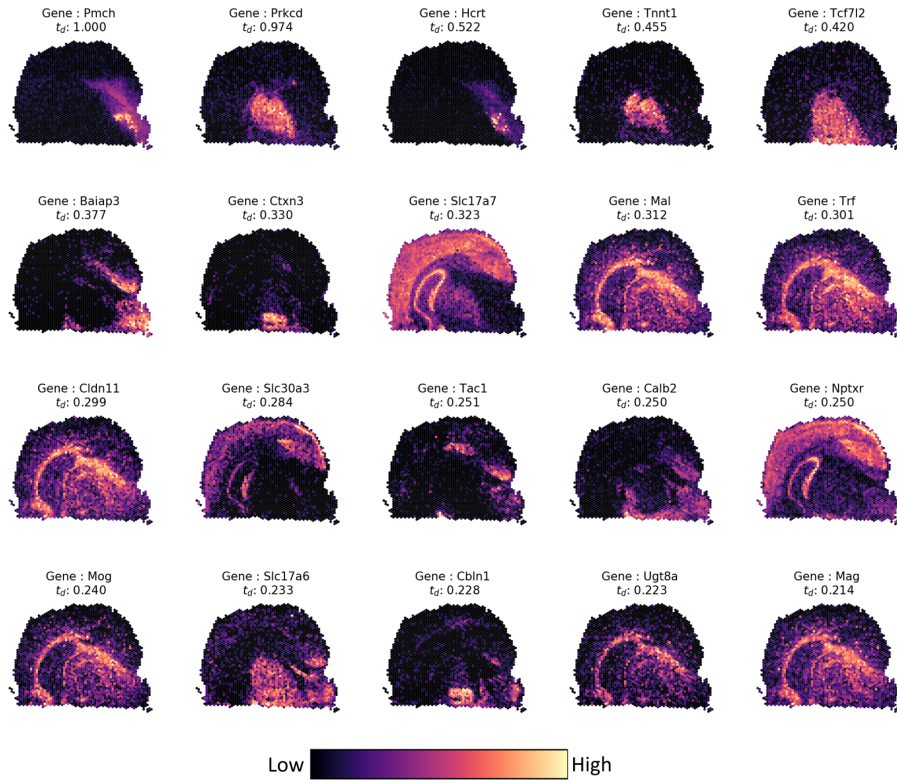 Gene : Pmch
t_d: 1.000
Gene : Prkcd
t_d: 0.974
Gene : Hcrt
t_d: 0.522
Gene : Tnnt1
t_d: 0.455
Gene : Tcf7l2
t_d: 0.420
Gene : Baiap3
t_d: 0.377
Gene : Ctxn3
t_d: 0.330
Gene : Slc17a7
t_d: 0.323
Gene : Mal
t_d: 0.312
Gene : Trf
t_d: 0.301
Gene : Cldn11
t_d: 0.299
Gene : Slc30a3
t_d: 0.284
Gene : Tac1
t_d: 0.251
Gene : Calb2
t_d: 0.250
Gene : Nptxr
t_d: 0.250
Gene : Mog
t_d: 0.240
Gene : Slc17a6
t_d: 0.233
Gene : Cbln1
t_d: 0.228
Gene : Ugt8a
t_d: 0.223
Gene : Mag
t_d: 0.214
Low High